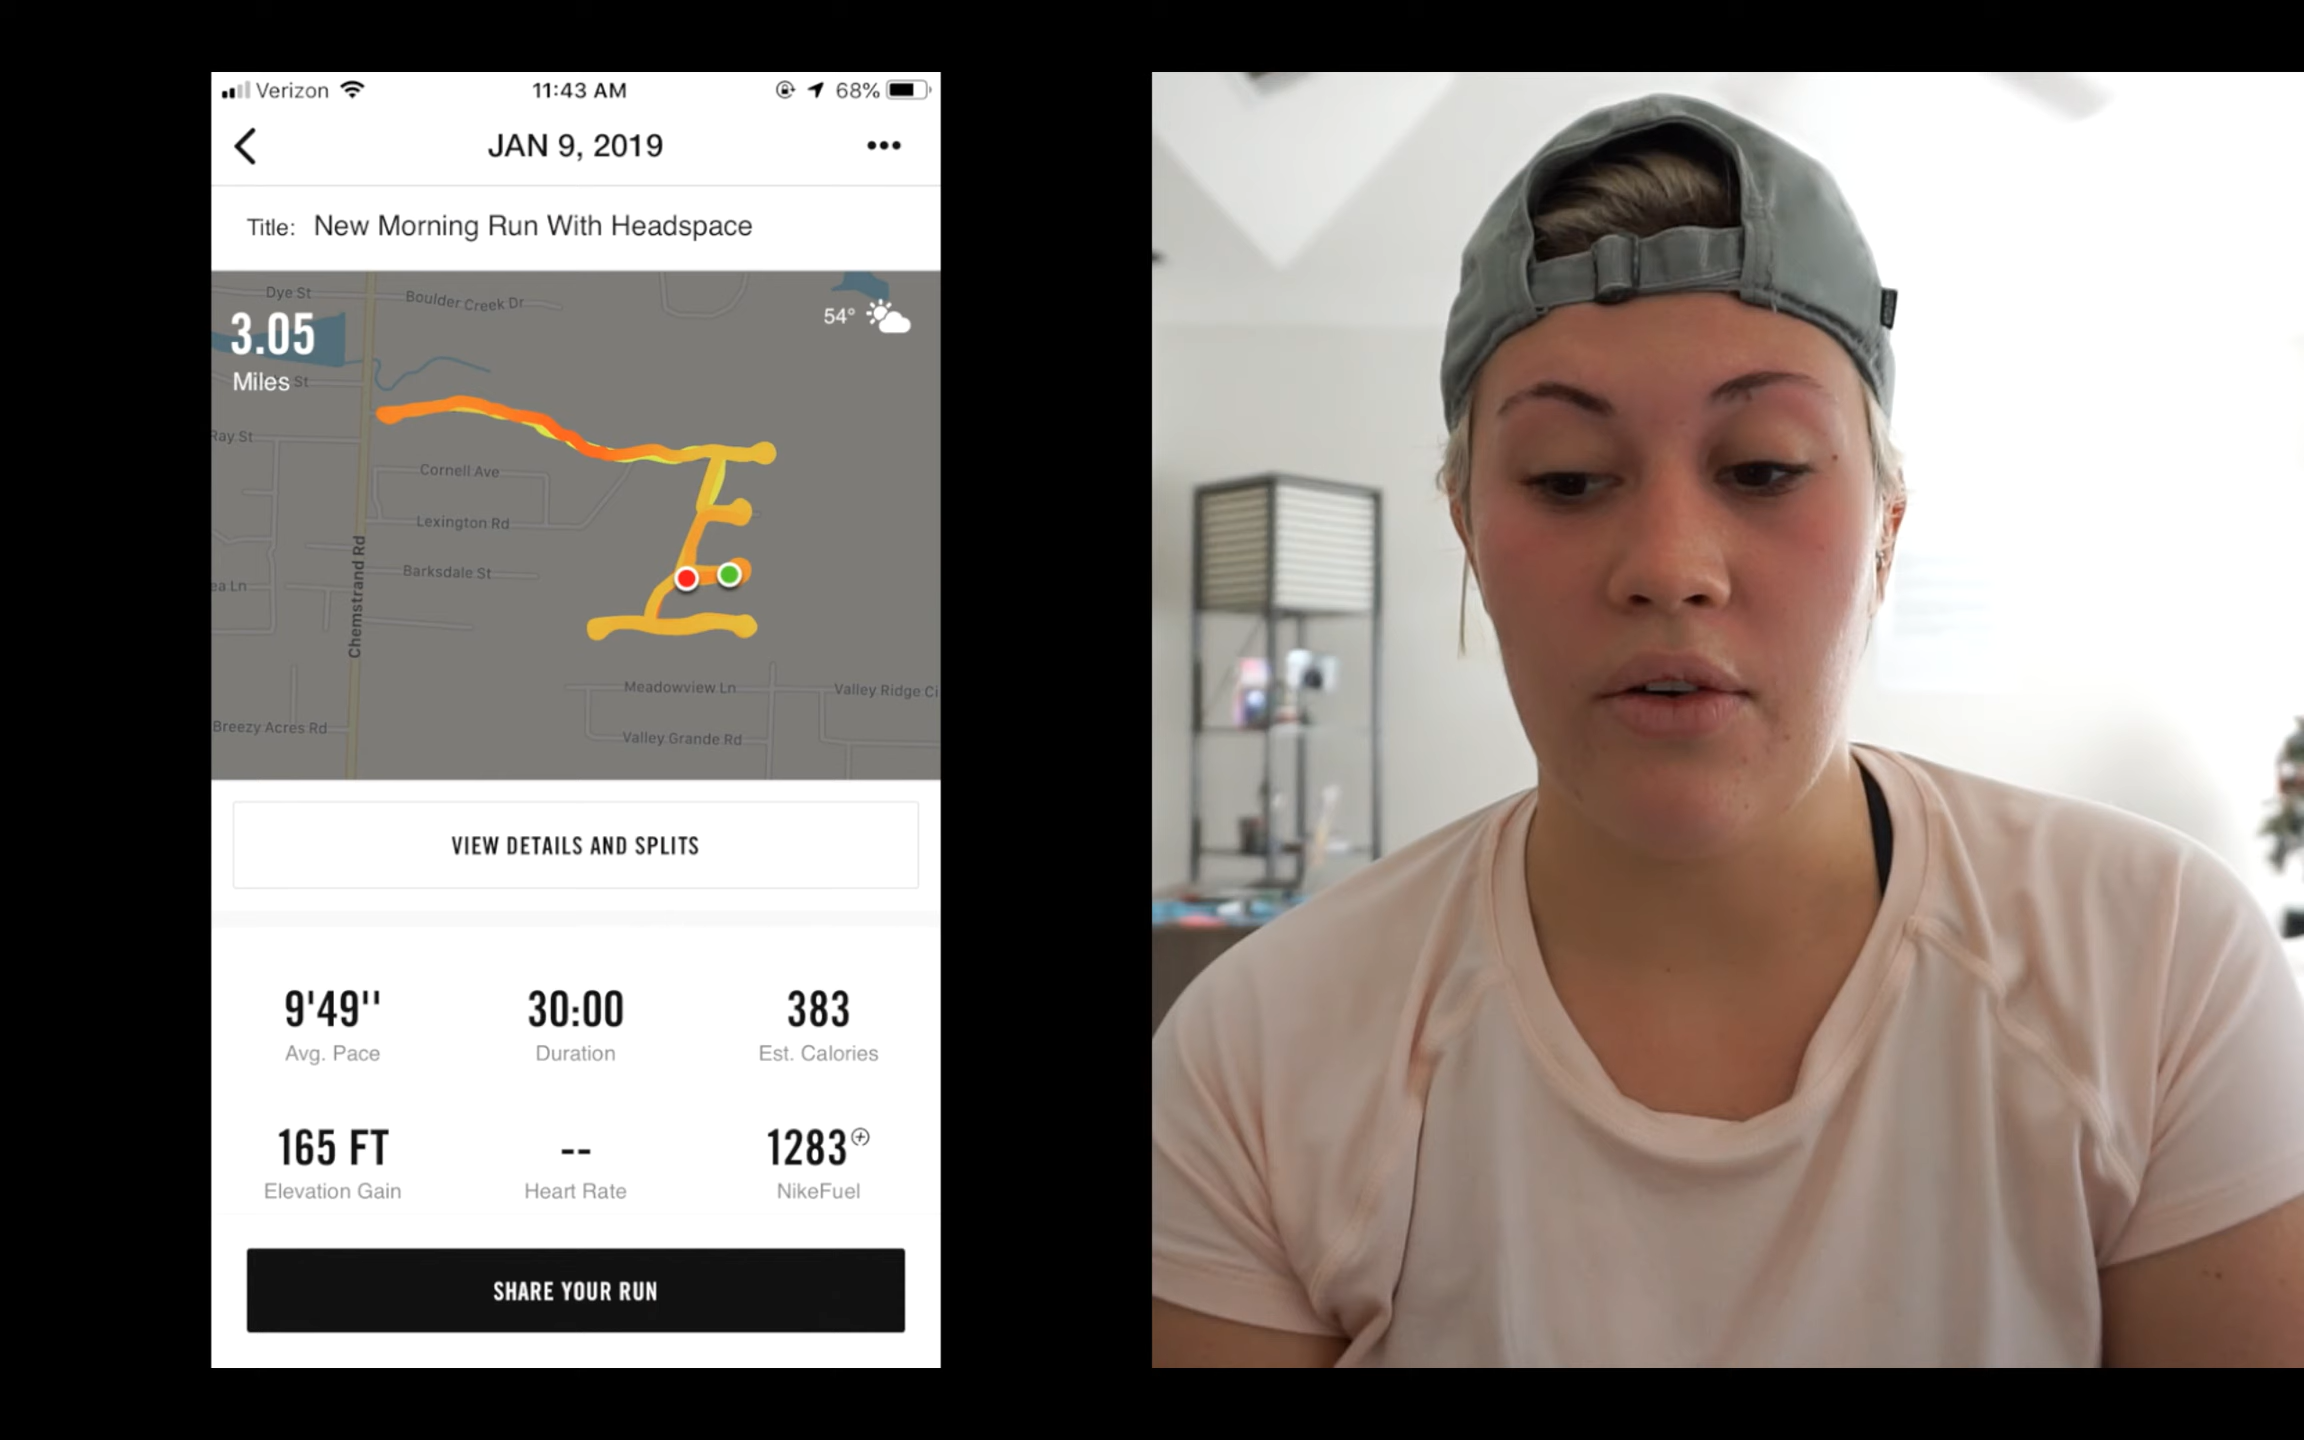 Verizon 11:43 AM 68%
JAN 9, 2019
Title: New Morning Run With Headspace
Dye St
Boulder Creek Dr
54°
3.05
Miles
St
Ray St
Cornell Ave
Lexington Rd
Chemstrand Rd
Barksdale St
ea Ln
Meadowview Ln
Valley Ridge Ci
Breezy Acres Rd
Valley Grande Rd
VIEW DETAILS AND SPLITS
9'49'' 30:00 383
Avg. Pace Duration Est. Calories
165 FT -- 1283
Elevation Gain Heart Rate NikeFuel
SHARE YOUR RUN